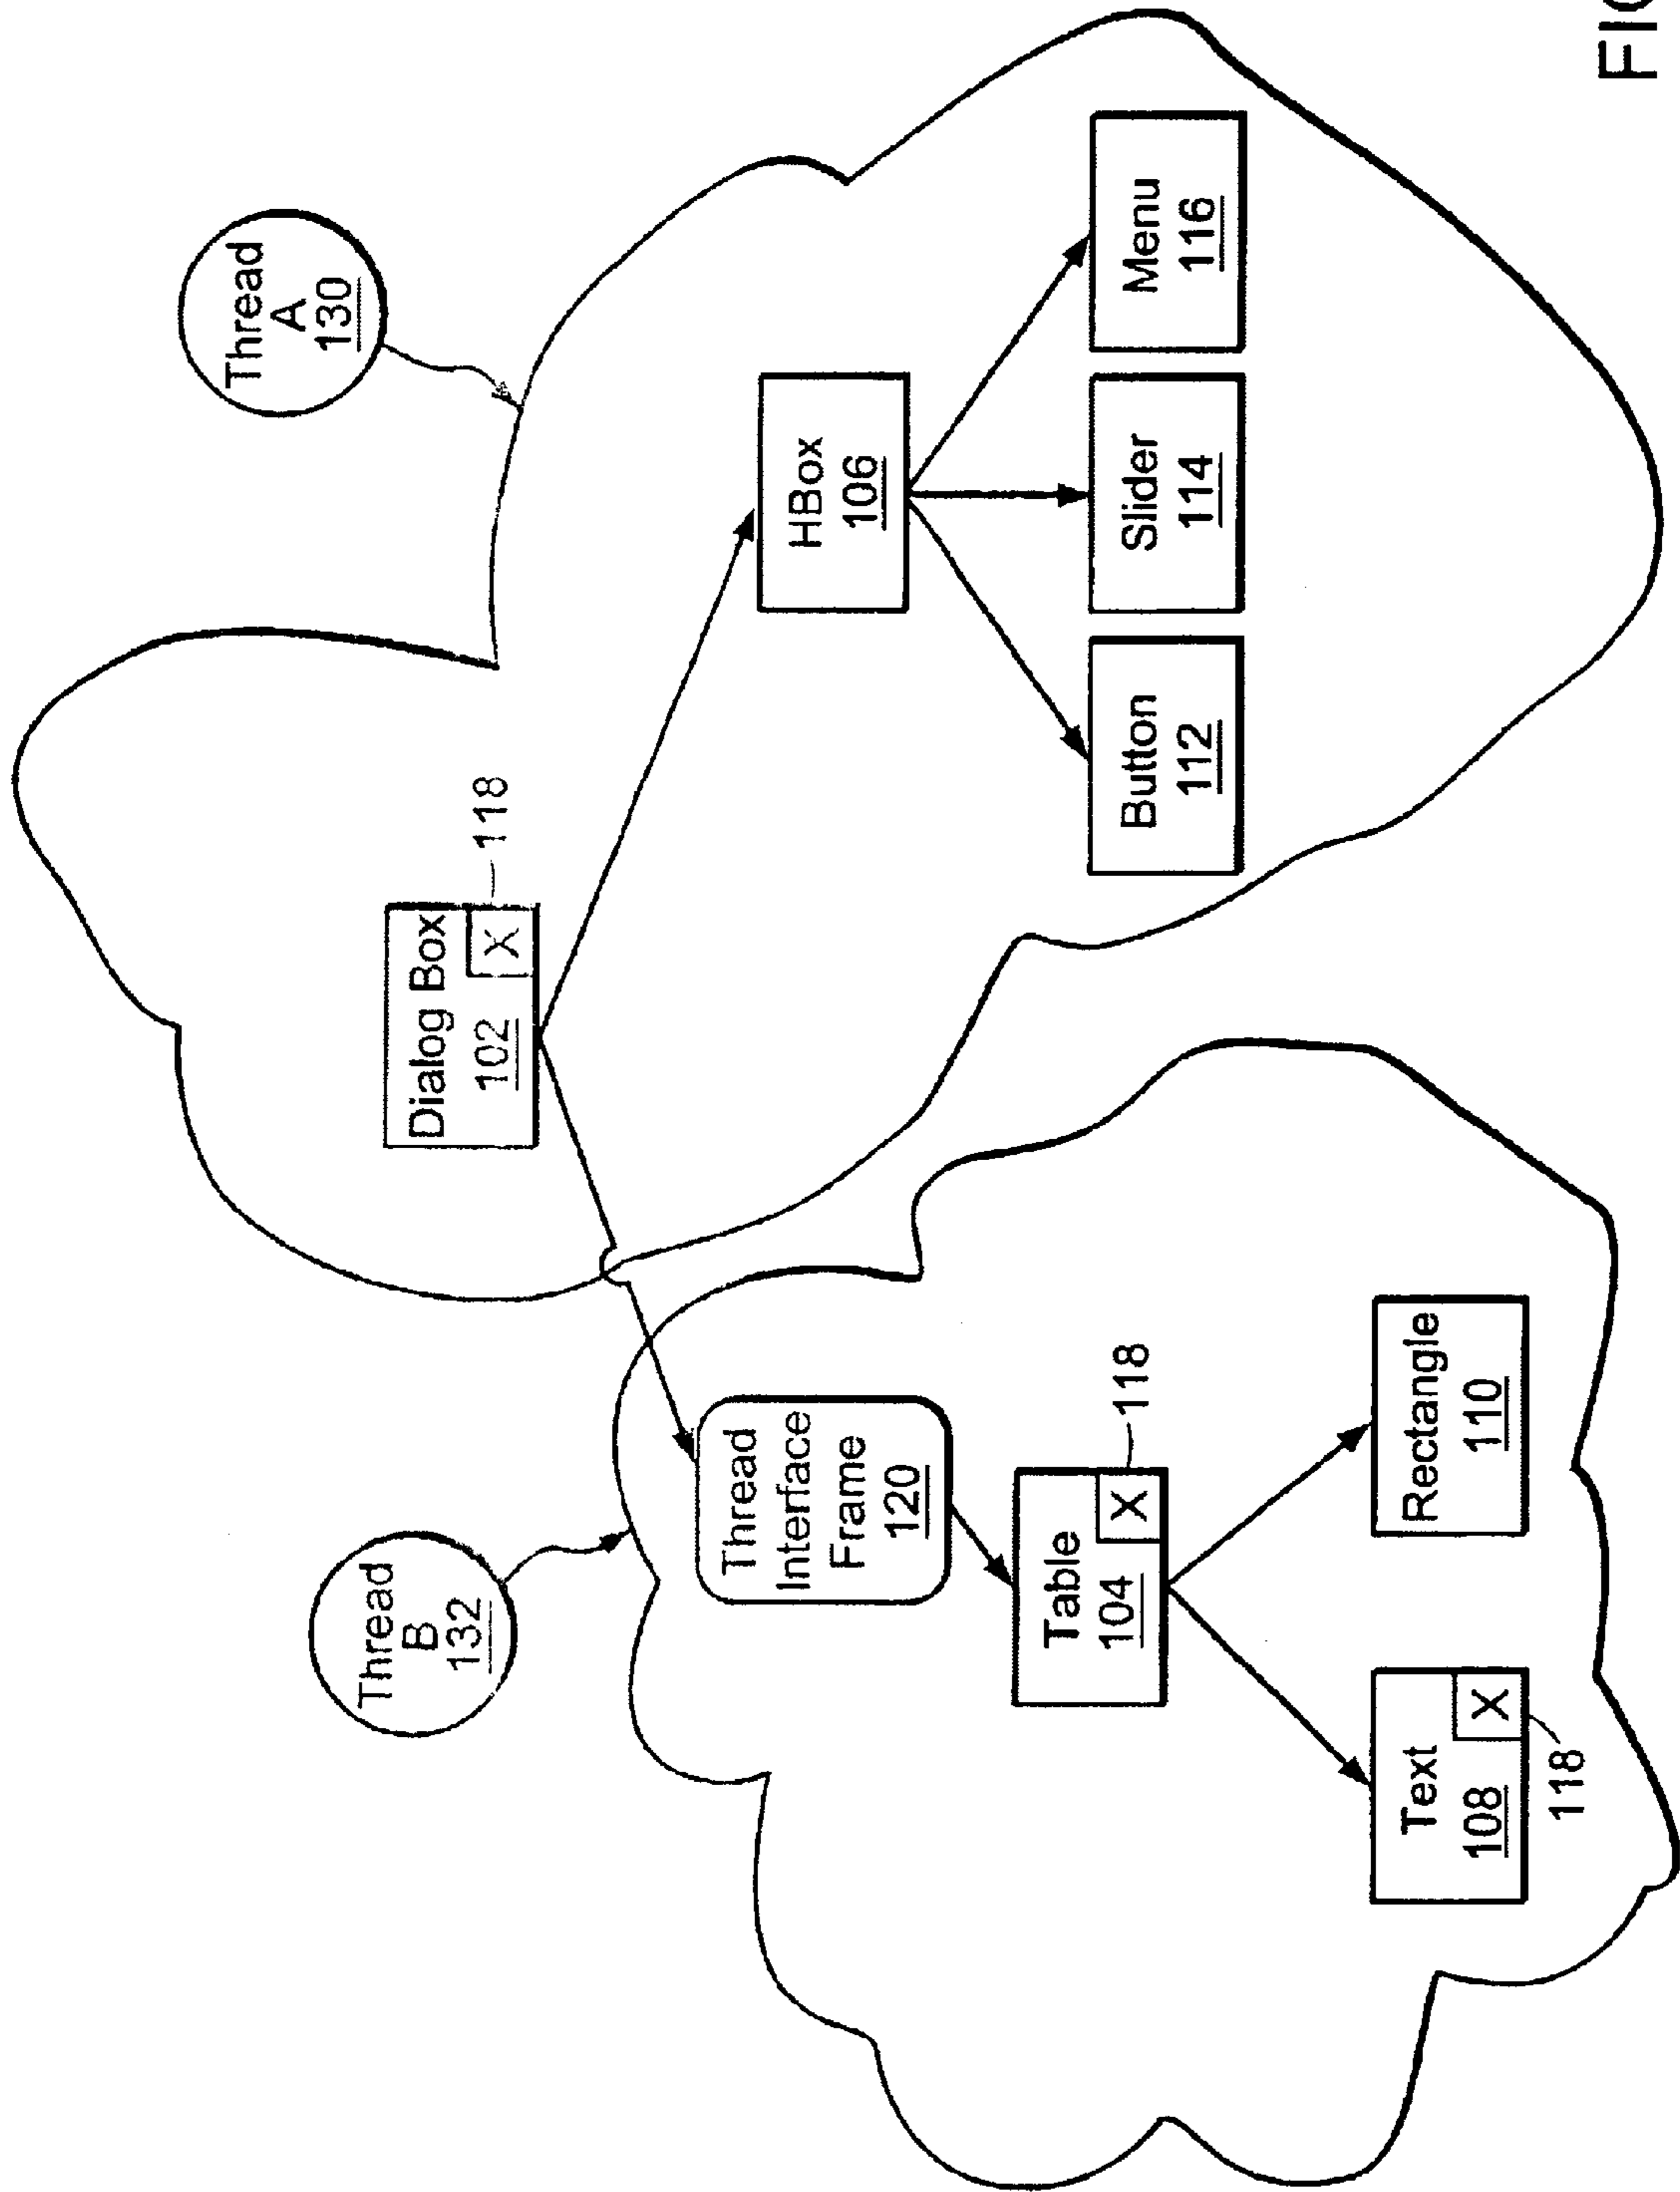 Thread
A
130
Thread
B
132
Dialog Box
102
X
118
Thread
Interface
Frame
120
HBox
106
Table
104
X
118
Button
112
Slider
114
Menu
116
Text
108
X
118
Rectangle
110